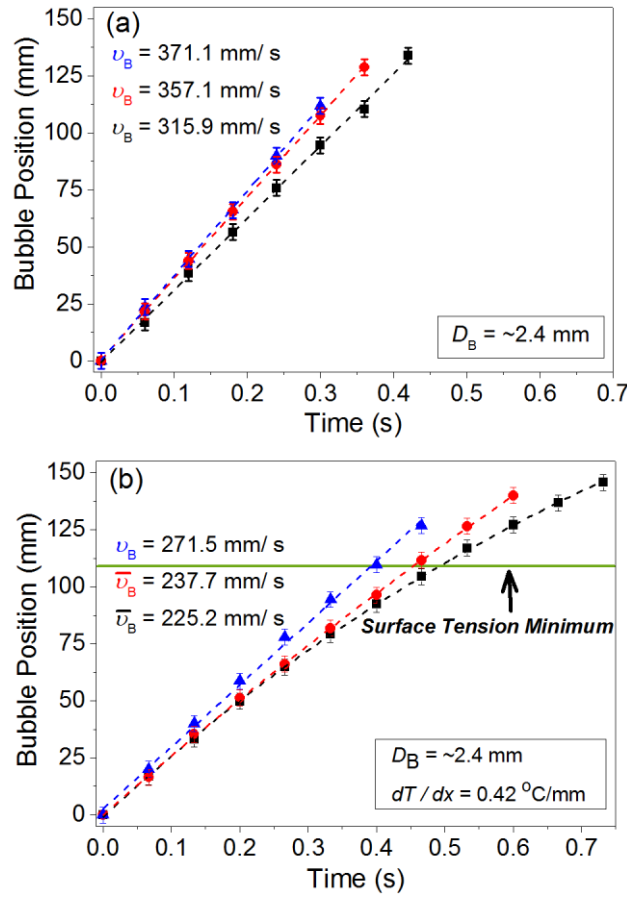 (a)
υB = 371.1 mm/ s
υB = 357.1 mm/ s
υB = 315.9 mm/ s
DB = ~2.4 mm
Bubble Position (mm)
150
125
100
75
50
25
0
0.0 0.1 0.2 0.3 0.4 0.5 0.6 0.7
Time (s)
(b)
υB = 271.5 mm/ s
ῡB = 237.7 mm/ s
ῡB = 225.2 mm/ s
Surface Tension Minimum
DB = ~2.4 mm
dT / dx = 0.42 °C/mm
Bubble Position (mm)
150
125
100
75
50
25
0
0.0 0.1 0.2 0.3 0.4 0.5 0.6 0.7
Time (s)